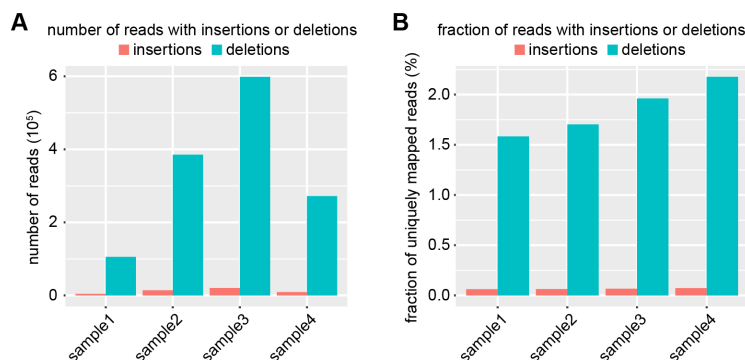 A
number of reads with insertions or deletions
insertions deletions
number of reads (10⁵)
6
4
2
0
sample1
sample2
sample3
sample4
B
fraction of reads with insertions or deletions
insertions deletions
fraction of uniquely mapped reads (%)
2.0
1.5
1.0
0.5
0.0
sample1
sample2
sample3
sample4